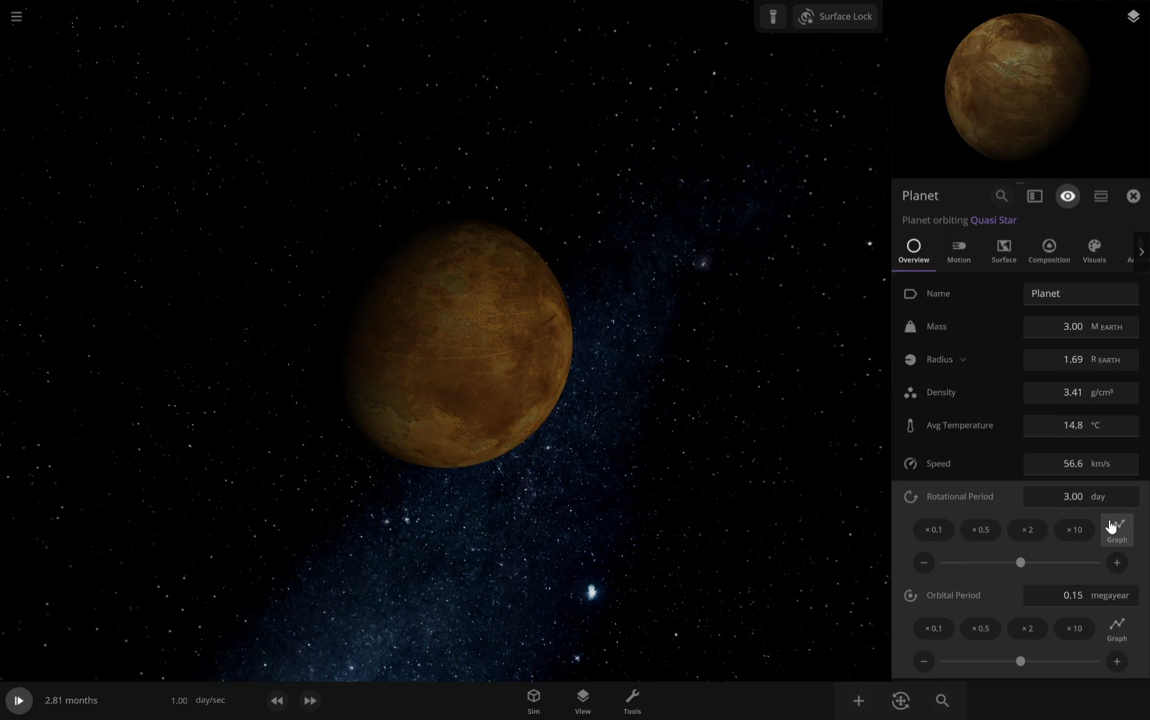 Surface Lock
Planet
Planet orbiting Quasi Star
Overview Motion Surface Composition Visuals
Name Planet
Mass 3.00 M EARTH
Radius 1.69 R EARTH
Density 3.41 g/cm³
Avg Temperature 14.8 °C
Speed 56.6 km/s
Rotational Period 3.00 day
× 0.1 × 0.5 × 2 × 10 Graph
Orbital Period 0.15 megayear
× 0.1 × 0.5 × 2 × 10 Graph
2.81 months 1.00 day/sec Sim View Tools